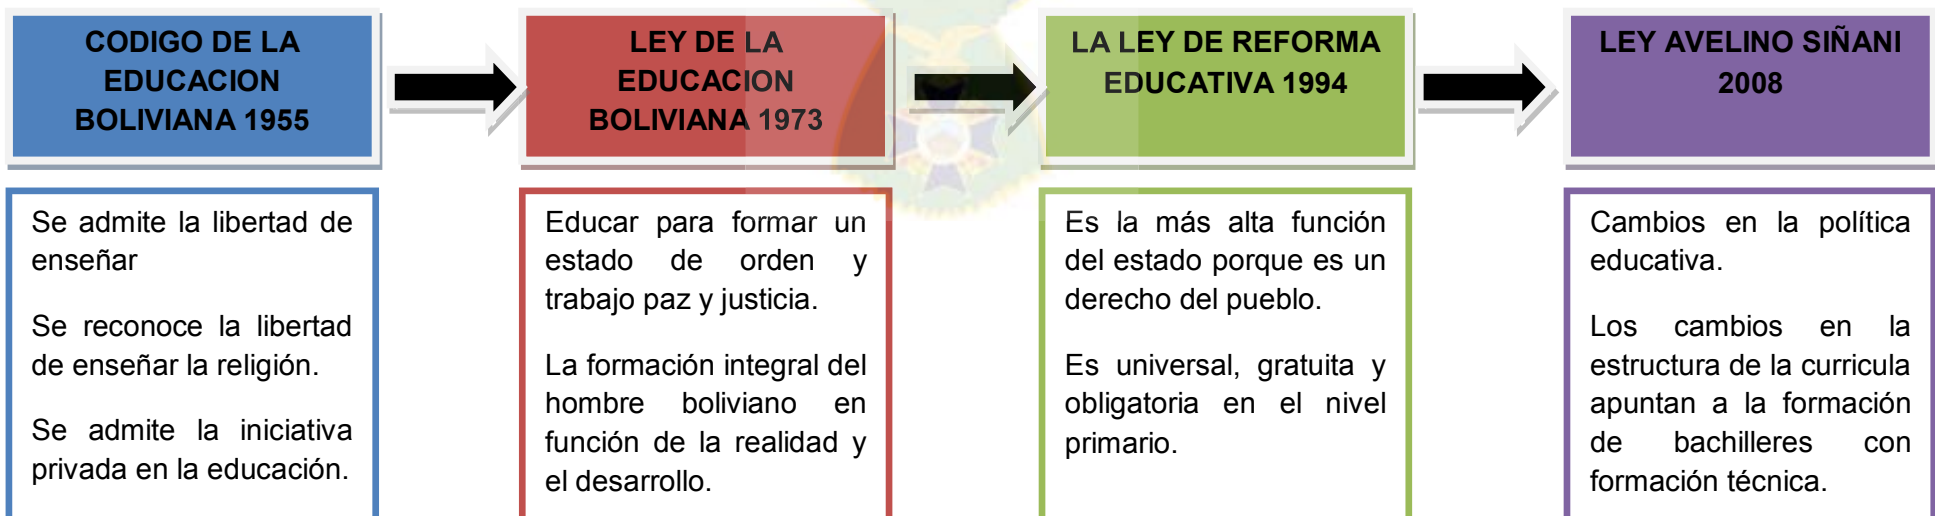 CODIGO DE LA
EDUCACION
BOLIVIANA 1955
LEY DE LA
EDUCACION
BOLIVIANA 1973
LA LEY DE REFORMA
EDUCATIVA 1994
LEY AVELINO SIÑANI
2008
Se admite la libertad de
enseñar
Se reconoce la libertad
de enseñar la religión.
Se admite la iniciativa
privada en la educación.
Educar para formar un
estado de orden y
trabajo paz y justicia.
La formación integral del
hombre boliviano en
función de la realidad y
el desarrollo.
Es la más alta función
del estado porque es un
derecho del pueblo.
Es universal, gratuita y
obligatoria en el nivel
primario.
Cambios en la política
educativa.
Los cambios en la
estructura de la curricula
apuntan a la formación
de bachilleres con
formación técnica.